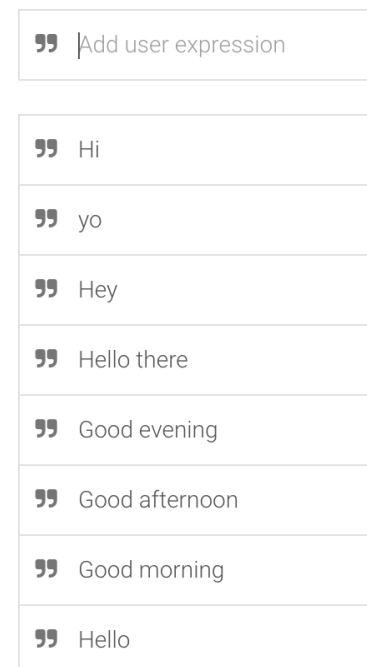 Add user expression
Hi
yo
Hey
Hello there
Good evening
Good afternoon
Good morning
Hello